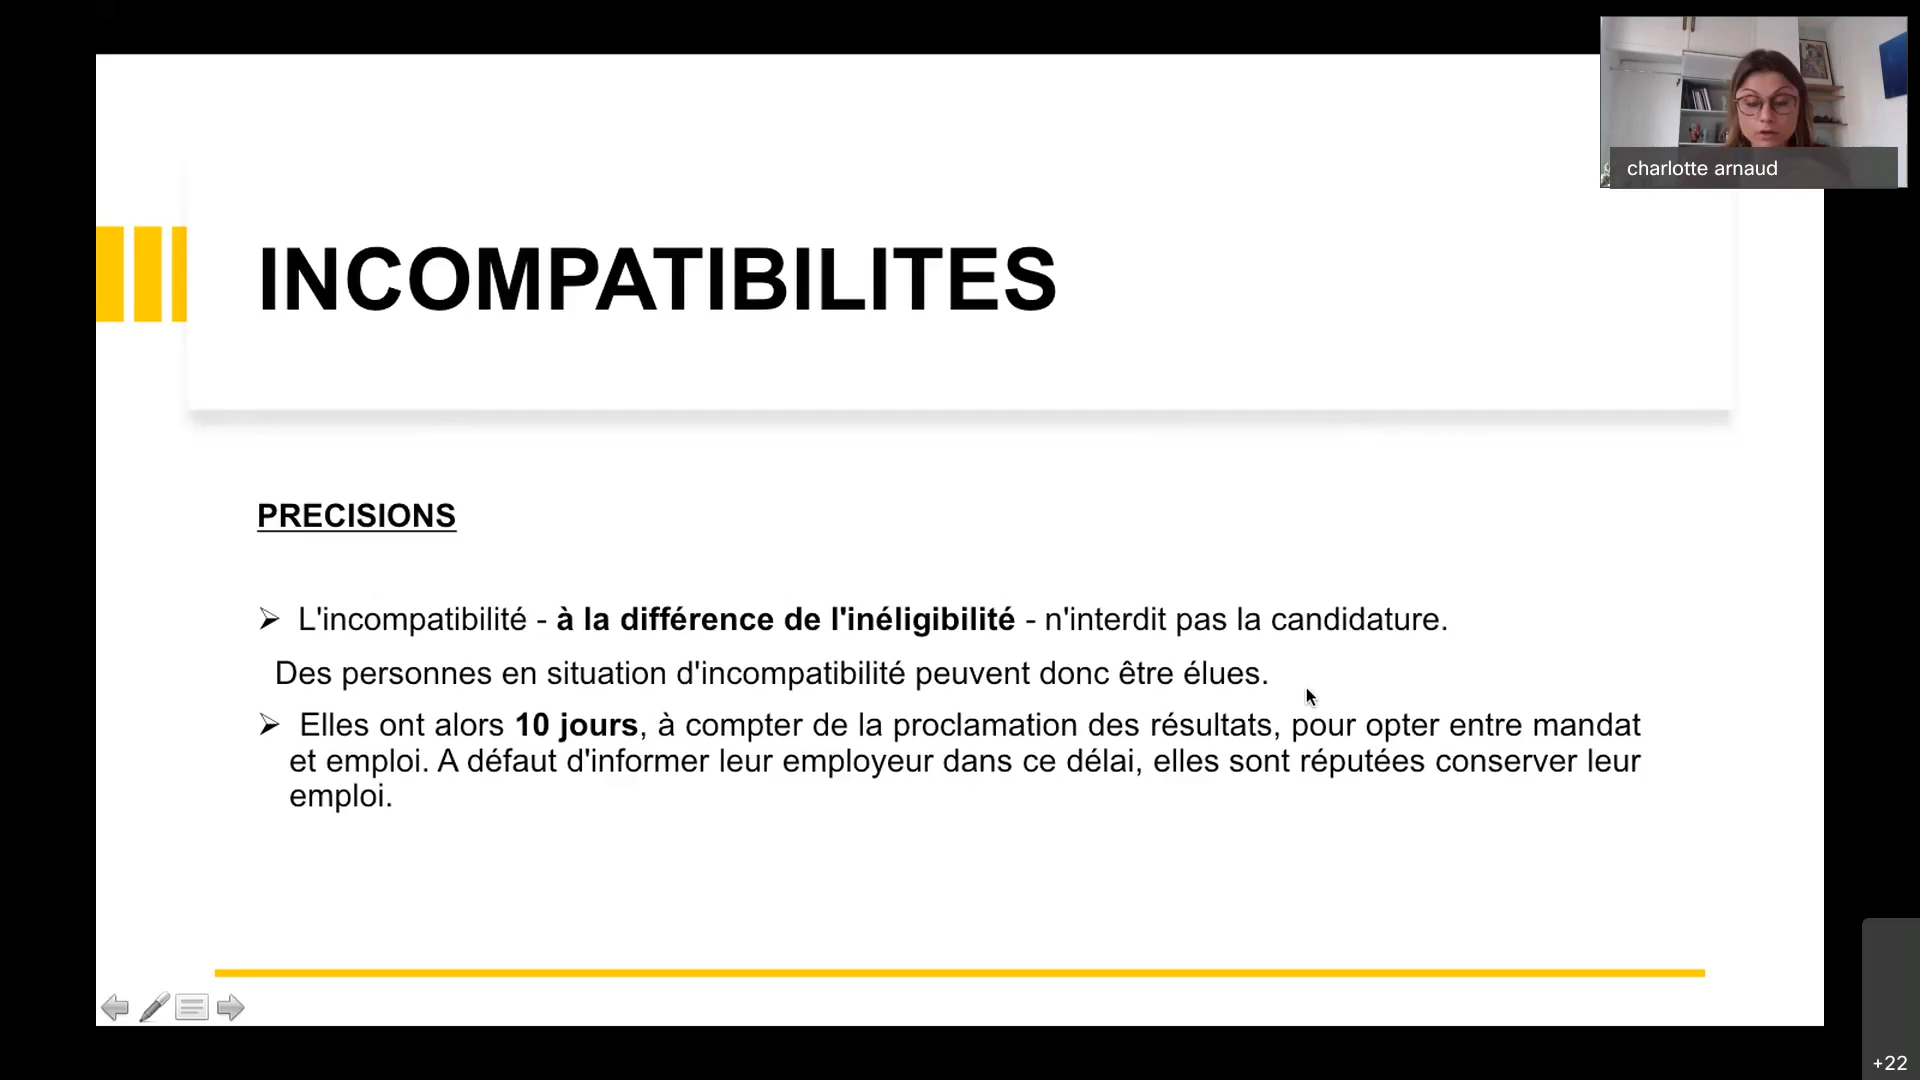 charlotte arnaud
INCOMPATIBILITES
PRECISIONS
➢ L'incompatibilité - à la différence de l'inéligibilité - n'interdit pas la candidature.
Des personnes en situation d'incompatibilité peuvent donc être élues.
➢ Elles ont alors 10 jours, à compter de la proclamation des résultats, pour opter entre mandat
et emploi. A défaut d'informer leur employeur dans ce délai, elles sont réputées conserver leur
emploi.
+22